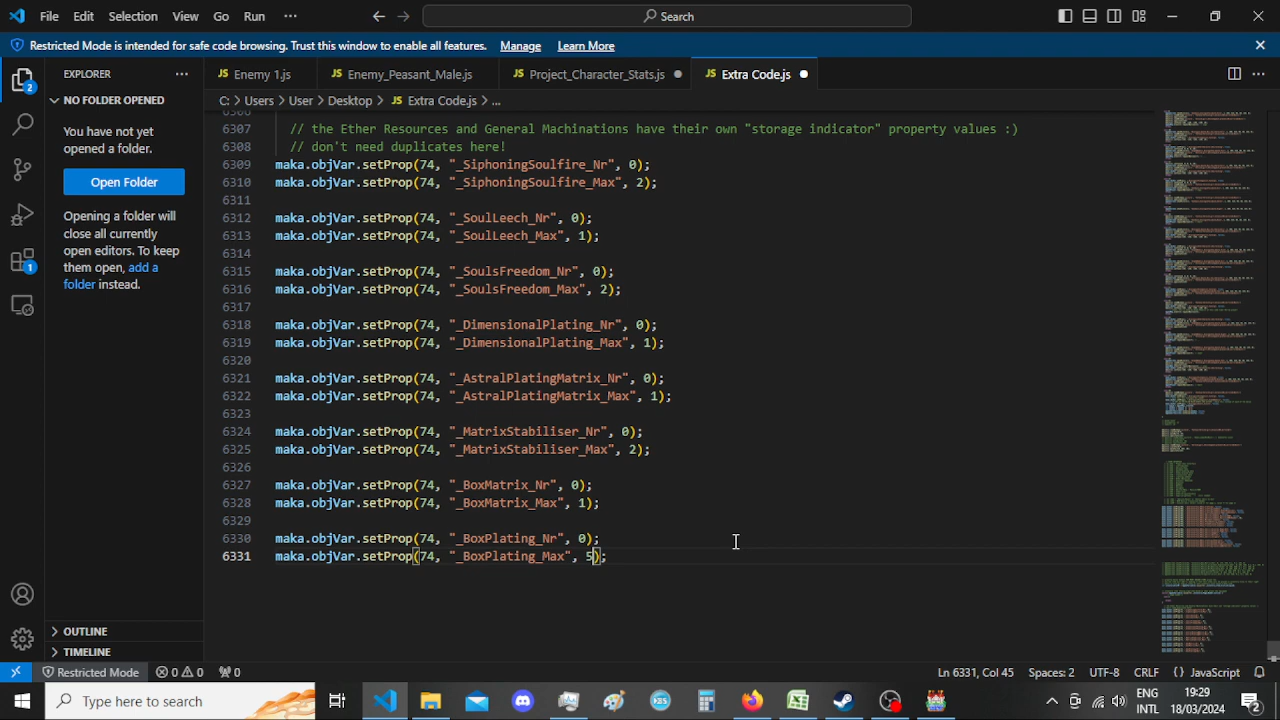 File Edit Selection View Go Run ··· Search
Restricted Mode is intended for safe code browsing. Trust this window to enable all features. Manage Learn More
EXPLORER
NO FOLDER OPENED
You have not yet
opened a folder.
Open Folder
Opening a folder will
close all currently
open editors. To keep
them open, add a
folder instead.
OUTLINE
TIMELINE
JS Enemy 1.js JS Enemy_Peasant_Male.js JS Project_Character_Stats.js JS Extra Code.js
C: > Users > User > Desktop > JS Extra Code.js > ...
6306
6307 // the Ether Resources and General Machinations have their own "storage indicator" property values :)
6308 // don't need duplicates here!
6309 maka.objVar.setProp(74, "_SiphoningSoulfire_Nr", 0);
6310 maka.objVar.setProp(74, "_SiphoningSoulfire_Max", 2);
6311
6312 maka.objVar.setProp(74, "_Soulleech_Nr", 0);
6313 maka.objVar.setProp(74, "_Soulleech_Max", 1);
6314
6315 maka.objVar.setProp(74, "_SoulsFreedom_Nr", 0);
6316 maka.objVar.setProp(74, "_SoulsFreedom_Max", 2);
6317
6318 maka.objVar.setProp(74, "_DimensionalPlating_Nr", 0);
6319 maka.objVar.setProp(74, "_DimensionalPlating_Max", 1);
6320
6321 maka.objVar.setProp(74, "_AstralPlatingMatrix_Nr", 0);
6322 maka.objVar.setProp(74, "_AstralPlatingMatrix_Max", 1);
6323
6324 maka.objVar.setProp(74, "_MatrixStabiliser_Nr", 0);
6325 maka.objVar.setProp(74, "_MatrixStabiliser_Max", 2);
6326
6327 maka.objVar.setProp(74, "_BoxMatrix_Nr", 0);
6328 maka.objVar.setProp(74, "_BoxMatrix_Max", 1);
6329
6330 maka.objVar.setProp(74, "_BoxPlating_Nr", 0);
6331 maka.objVar.setProp(74, "_BoxPlating_Max", 5);
Restricted Mode 0 0 0 Ln 6331, Col 45 Spaces: 2 UTF-8 CRLF {} JavaScript
Type here to search ENG 19:29
INTL 18/03/2024